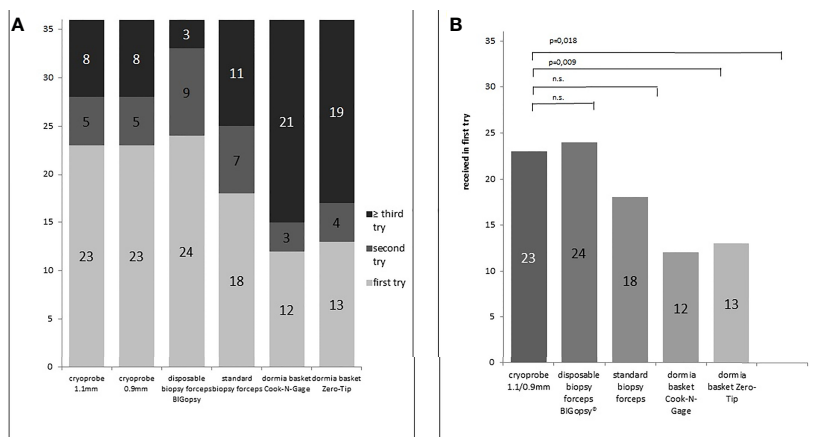 A
35
30
25
20
15
10
5
0
8
8
3
11
21
19
5
5
9
7
3
4
23
23
24
18
12
13
≥ third
try
second
try
first try
cryoprobe
1.1mm
cryoprobe
0.9mm
disposable
biopsy forceps
BIGopsy
standard
biopsy forceps
dormia basket
Cook-N-Gage
dormia basket
Zero-Tip
B
received in first try
35
30
25
20
15
10
5
0
p=0,018
p=0,009
n.s.
n.s.
23
24
18
12
13
cryoprobe
1.1/0.9mm
disposable
biopsy
forceps
BIGopsy®
standard
biopsy
forceps
dormia
basket
Cook-N-
Gage
dormia
basket Zero-
Tip